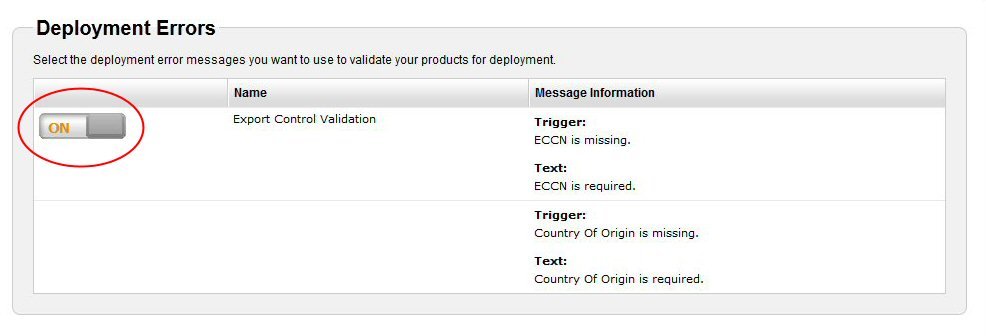 Deployment Errors
Select the deployment error messages you want to use to validate your products for deployment.
Name
Message Information
ON
Export Control Validation
Trigger:
ECCN is missing.
Text:
ECCN is required.
Trigger:
Country Of Origin is missing.
Text:
Country Of Origin is required.